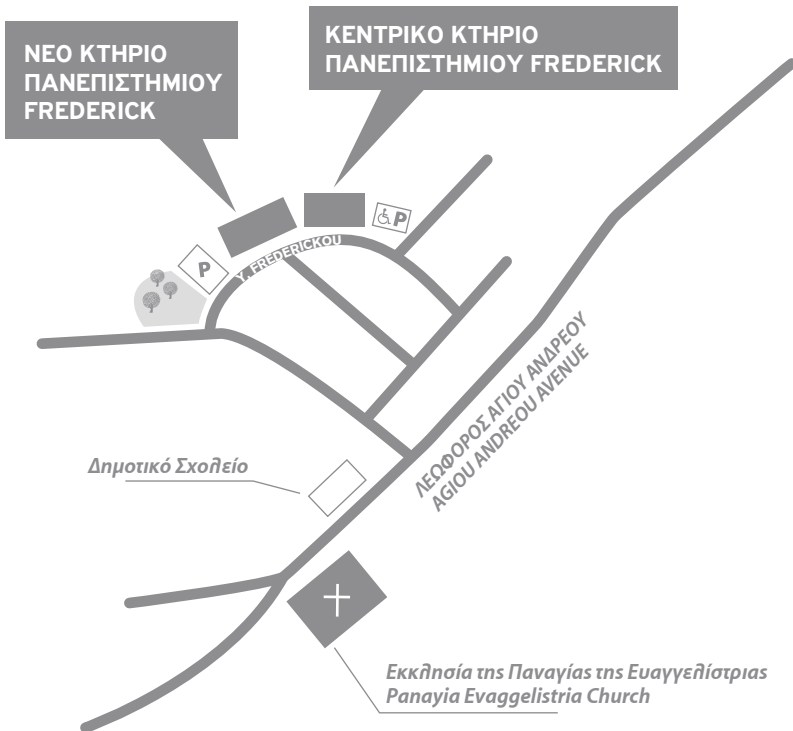 ΝΕΟ ΚΤΗΡΙΟ
ΠΑΝΕΠΙΣΤΗΜΙΟΥ
FREDERICK
ΚΕΝΤΡΙΚΟ ΚΤΗΡΙΟ
ΠΑΝΕΠΙΣΤΗΜΙΟΥ FREDERICK
P
P
Y. FREDERICKOU
ΛΕΩΦΟΡΟΣ ΑΓΙΟΥ ΑΝΔΡΕΟΥ
AGIOU ANDREOU AVENUE
Δημοτικό Σχολείο
Εκκλησία της Παναγίας της Ευαγγελίστριας
Panayia Evaggelistria Church